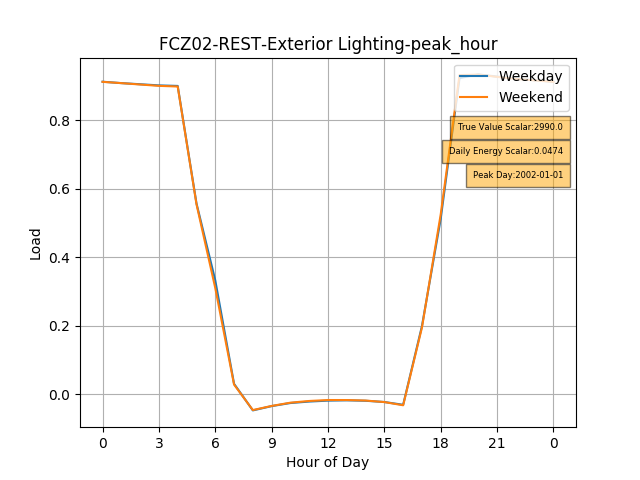 FCZ02-REST-Exterior Lighting-peak_hour
Weekday
Weekend
True Value Scalar:2990.0
Daily Energy Scalar:0.0474
Peak Day:2002-01-01
Load
0.8
0.6
0.4
0.2
0.0
0 3 6 9 12 15 18 21 0
Hour of Day